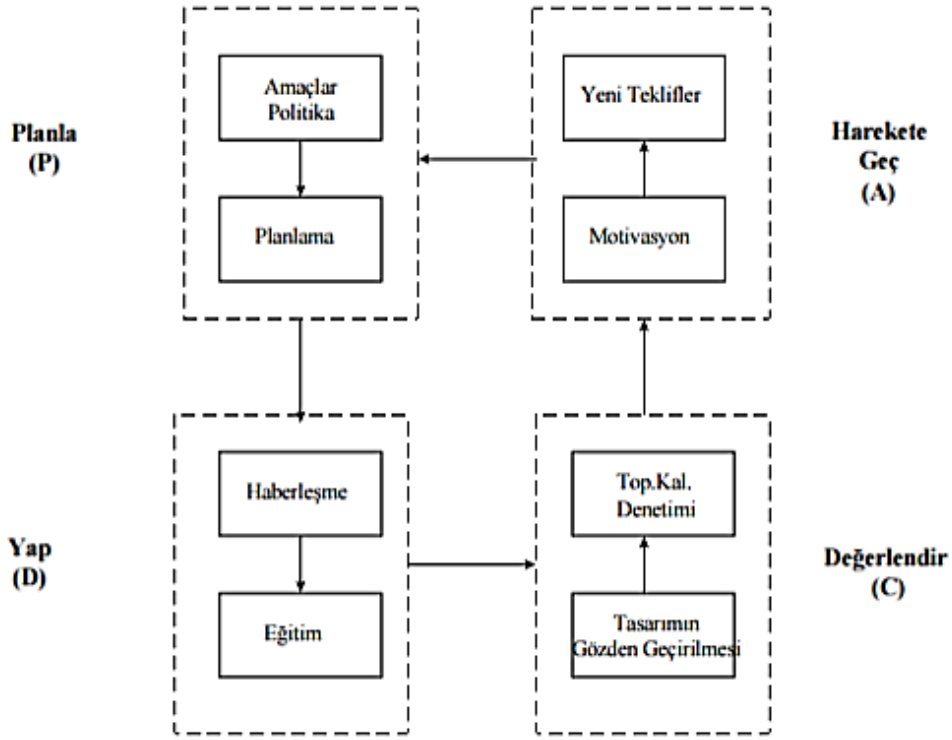 Planla
(P)
Amaçlar
Politika
Planlama
Yeni Teklifler
Motivasyon
Harekete
Geç
(A)
Yap
(D)
Haberleşme
Eğitim
Top.Kal.
Denetimi
Tasarımın
Gözden Geçirilmesi
Değerlendir
(C)